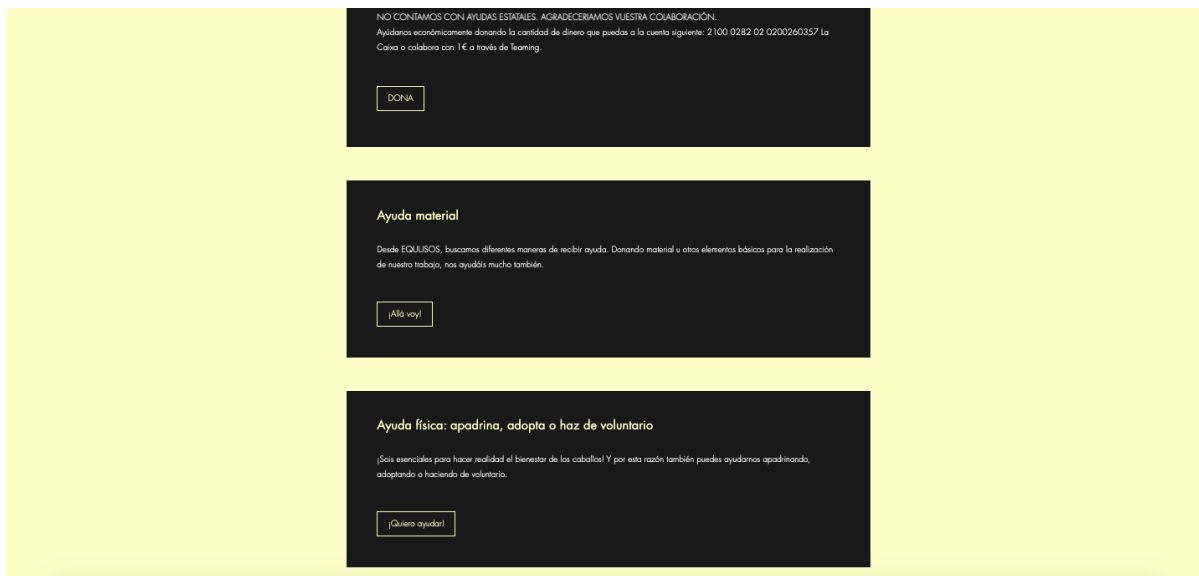 NO CONTAMOS CON AYUDAS ESTATALES. AGRADECERIAMOS VUESTRA COLABORACIÓN.
Ayúdanos económicamente donando la cantidad de dinero que puedas a la cuenta siguiente: 2100 0282 02 0200260357 La
Caixa o colabora con 1€ a través de Teaming.
DONA
Ayuda material
Desde EQUUSOS, buscamos diferentes maneras de recibir ayuda. Donando material u otros elementos básicos para la realización
de nuestro trabajo, nos ayudáis mucho también.
¡Allá voy!
Ayuda física: apadrina, adopta o haz de voluntario
¡Sois esenciales para hacer realidad el bienestar de los caballos! Y por esta razón también puedes ayudarnos apadrinando,
adoptando o haciendo de voluntario.
¡Quiero ayudar!